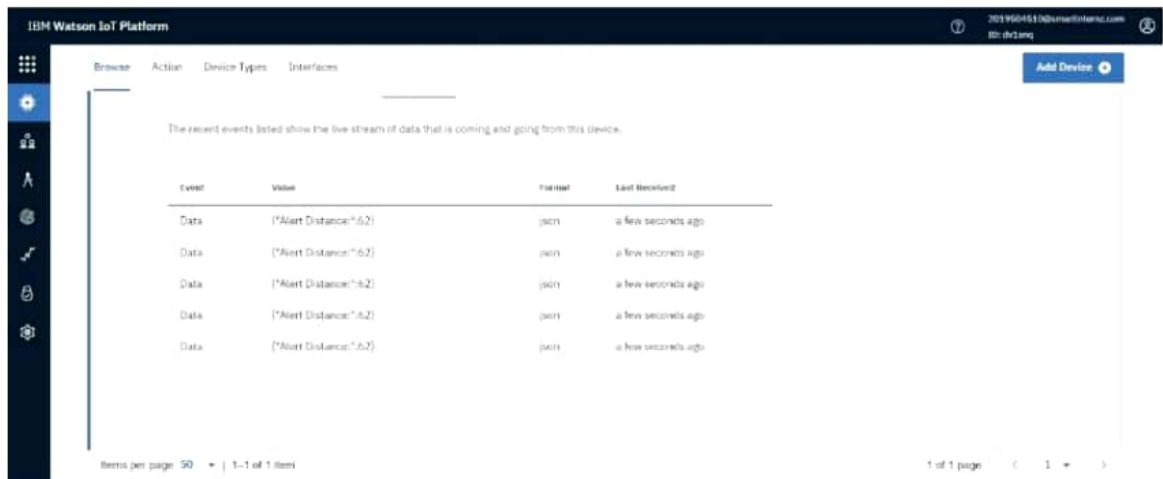 IBM Watson IoT Platform
ID: dv1anq
Browse Action Device Types Interfaces
Add Device
The recent events listed show the live stream of data that is coming and going from this device.
Event Value Format Last Received
Data {"Alert Distance:":62} json a few seconds ago
Data {"Alert Distance:":62} json a few seconds ago
Data {"Alert Distance:":62} json a few seconds ago
Data {"Alert Distance:":62} json a few seconds ago
Data {"Alert Distance:":62} json a few seconds ago
Items per page 50 | 1–1 of 1 item
1 of 1 page 1